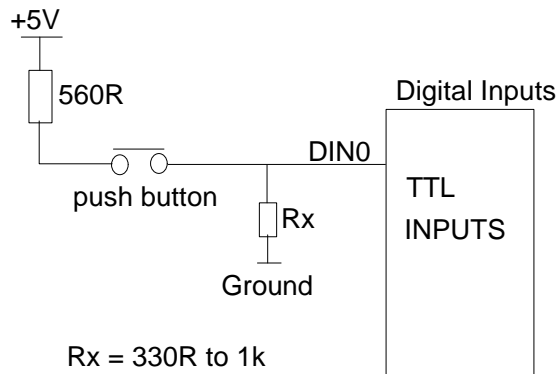 +5V
560R
Digital Inputs
DIN0
push button
TTL
INPUTS
Rx
Ground
Rx = 330R to 1k